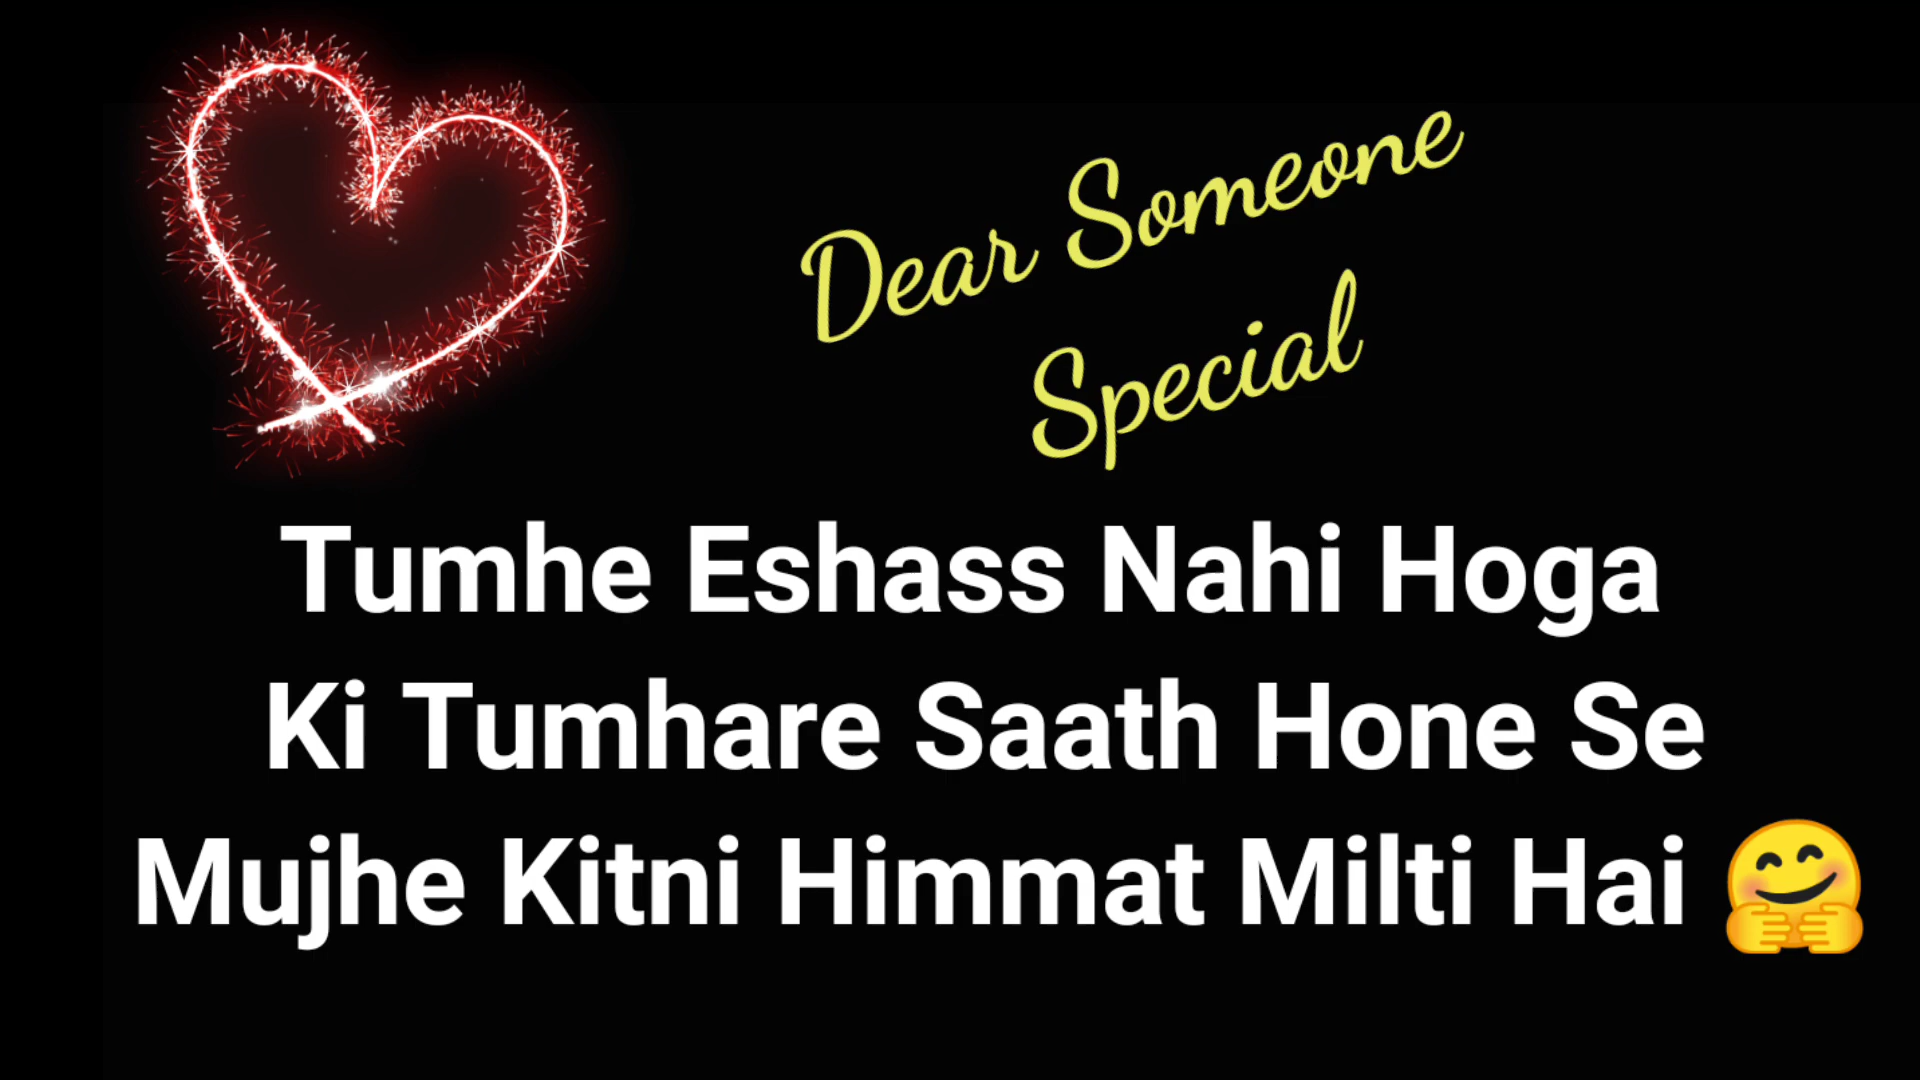 Dear Someone
Special
Tumhe Eshass Nahi Hoga
Ki Tumhare Saath Hone Se
Mujhe Kitni Himmat Milti Hai 🤗